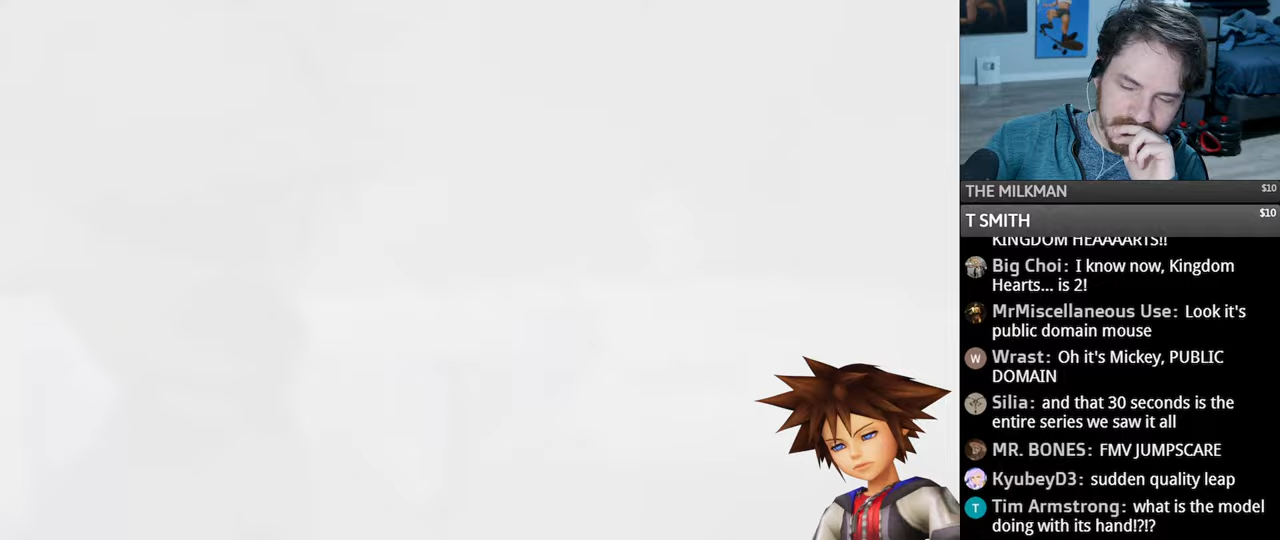 THE MILKMAN $10
T SMITH $10
KINGDOM HEAAAARTS!!
Big Choi: I know now, Kingdom
Hearts... is 2!
MrMiscellaneous Use: Look it's
public domain mouse
W Wrast: Oh it's Mickey, PUBLIC
DOMAIN
Silia: and that 30 seconds is the
entire series we saw it all
MR. BONES: FMV JUMPSCARE
KyubeyD3: sudden quality leap
T Tim Armstrong: what is the model
doing with its hand!?!?